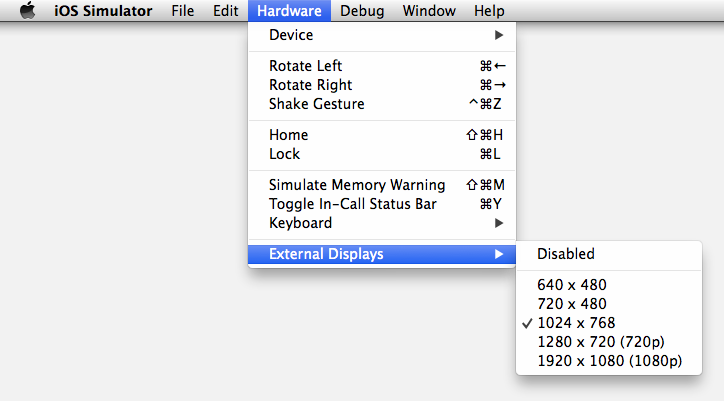 iOS Simulator File Edit Hardware Debug Window Help
Device
Rotate Left ⌘←
Rotate Right ⌘→
Shake Gesture ^⌘Z
Home ⇧⌘H
Lock ⌘L
Simulate Memory Warning ⇧⌘M
Toggle In-Call Status Bar ⌘Y
Keyboard
External Displays
Disabled
640 x 480
720 x 480
1024 x 768
1280 x 720 (720p)
1920 x 1080 (1080p)